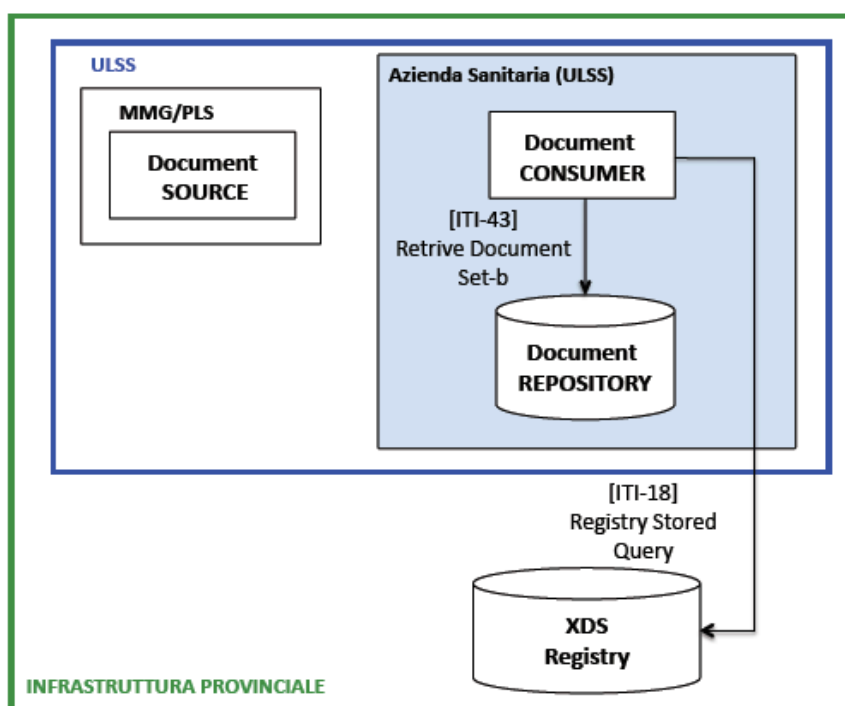 ULSS
MMG/PLS
Document
SOURCE
Azienda Sanitaria (ULSS)
Document
CONSUMER
[ITI-43]
Retrive Document
Set-b
Document
REPOSITORY
[ITI-18]
Registry Stored
Query
XDS
Registry
INFRASTRUTTURA PROVINCIALE